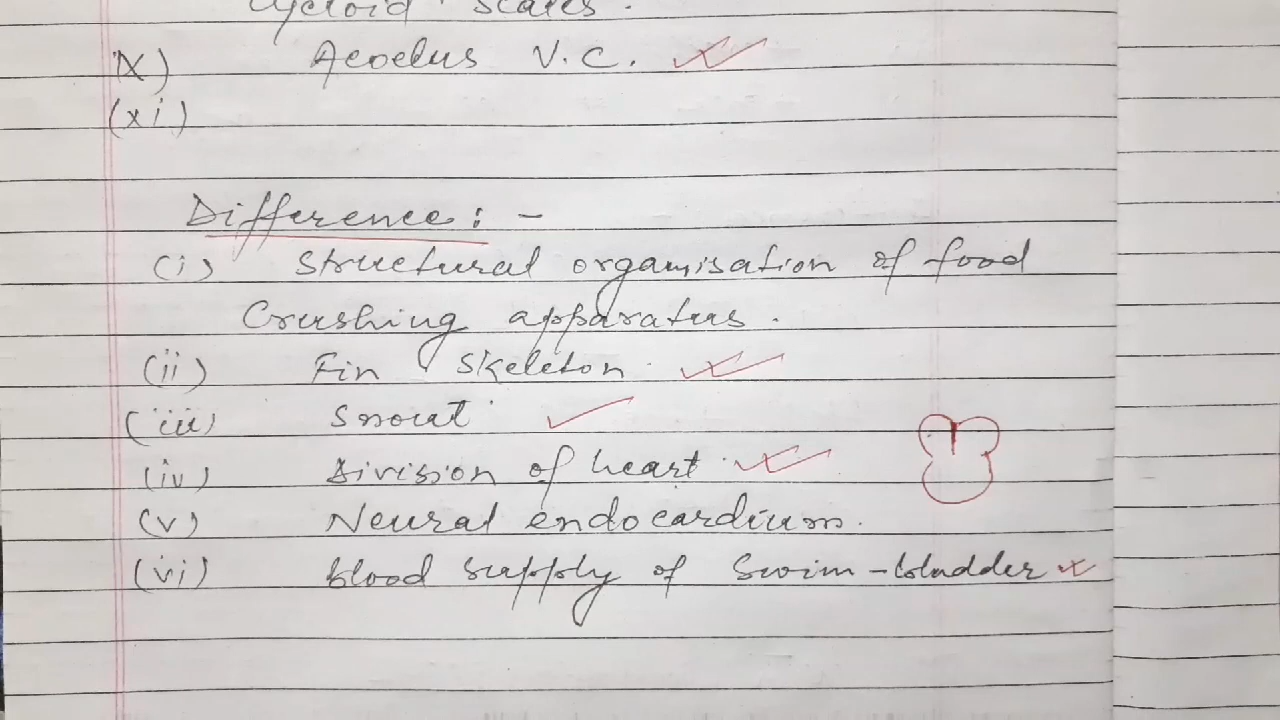 Cycloid scales.
X) Acoelus V.C.
(xi)
Difference: -
(i) Structural organisation of food
Crushing apparatus.
(ii) Fin Skeleton.
(iii) Snout
(iv) Division of heart.
(v) Neural endocardium.
(vi) blood supply of Swim-bladder